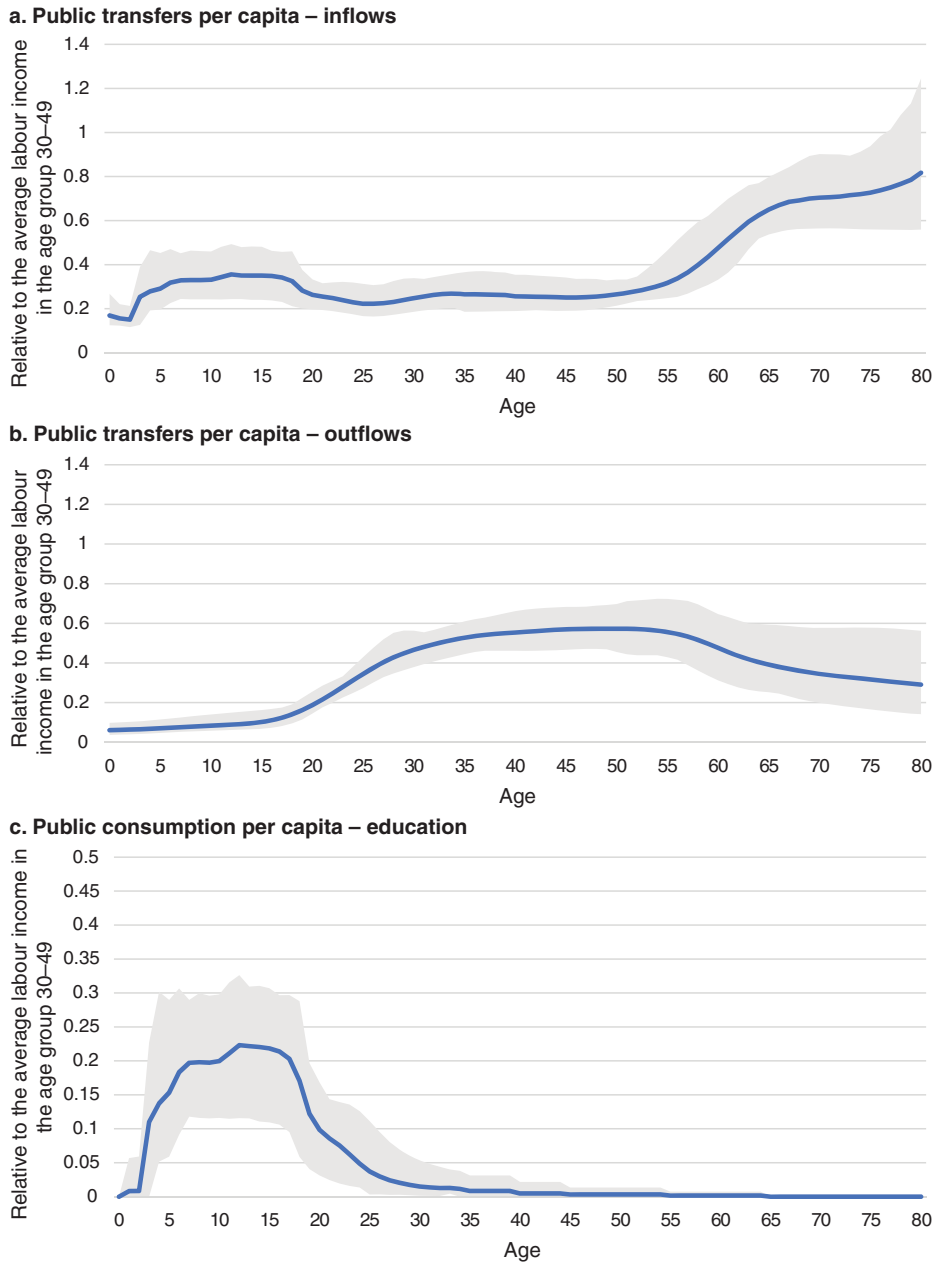 a. Public transfers per capita – inflows
Relative to the average labour income
in the age group 30–49
1.4
1.2
1
0.8
0.6
0.4
0.2
0
0 5 10 15 20 25 30 35 40 45 50 55 60 65 70 75 80
Age
b. Public transfers per capita – outflows
Relative to the average labour
income in the age group 30–49
1.4
1.2
1
0.8
0.6
0.4
0.2
0
0 5 10 15 20 25 30 35 40 45 50 55 60 65 70 75 80
Age
c. Public consumption per capita – education
Relative to the average labour income in
the age group 30–49
0.5
0.45
0.4
0.35
0.3
0.25
0.2
0.15
0.1
0.05
0
0 5 10 15 20 25 30 35 40 45 50 55 60 65 70 75 80
Age